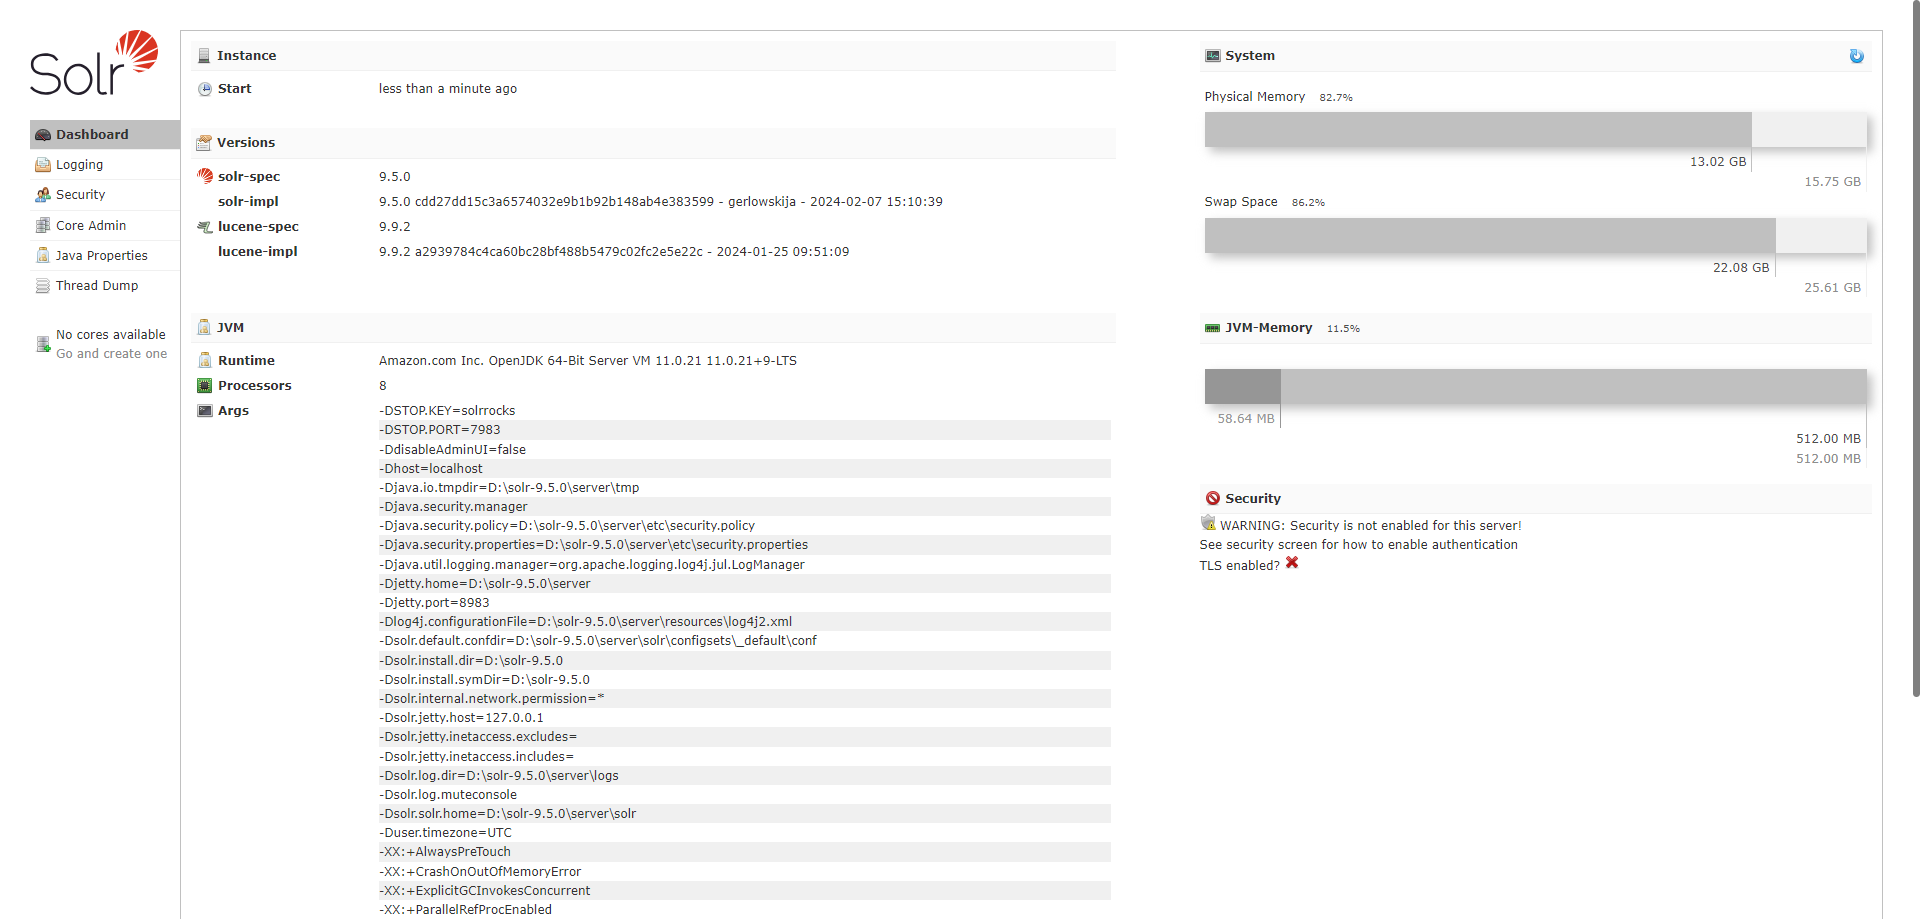 Solr
Dashboard
Logging
Security
Core Admin
Java Properties
Thread Dump
No cores available
Go and create one
Instance
Start less than a minute ago
Versions
solr-spec 9.5.0
solr-impl 9.5.0 cdd27dd15c3a6574032e9b1b92b148ab4e383599 - gerlowskija - 2024-02-07 15:10:39
lucene-spec 9.9.2
lucene-impl 9.9.2 a2939784c4ca60bc28bf488b5479c02fc2e5e22c - 2024-01-25 09:51:09
JVM
Runtime Amazon.com Inc. OpenJDK 64-Bit Server VM 11.0.21 11.0.21+9-LTS
Processors 8
Args -DSTOP.KEY=solrrocks
-DSTOP.PORT=7983
-DdisableAdminUI=false
-Dhost=localhost
-Djava.io.tmpdir=D:\solr-9.5.0\server\tmp
-Djava.security.manager
-Djava.security.policy=D:\solr-9.5.0\server\etc\security.policy
-Djava.security.properties=D:\solr-9.5.0\server\etc\security.properties
-Djava.util.logging.manager=org.apache.logging.log4j.jul.LogManager
-Djetty.home=D:\solr-9.5.0\server
-Djetty.port=8983
-Dlog4j.configurationFile=D:\solr-9.5.0\server\resources\log4j2.xml
-Dsolr.default.confdir=D:\solr-9.5.0\server\solr\configsets\_default\conf
-Dsolr.install.dir=D:\solr-9.5.0
-Dsolr.install.symDir=D:\solr-9.5.0
-Dsolr.internal.network.permission=*
-Dsolr.jetty.host=127.0.0.1
-Dsolr.jetty.inetaccess.excludes=
-Dsolr.jetty.inetaccess.includes=
-Dsolr.log.dir=D:\solr-9.5.0\server\logs
-Dsolr.log.muteconsole
-Dsolr.solr.home=D:\solr-9.5.0\server\solr
-Duser.timezone=UTC
-XX:+AlwaysPreTouch
-XX:+CrashOnOutOfMemoryError
-XX:+ExplicitGCInvokesConcurrent
-XX:+ParallelRefProcEnabled
System
Physical Memory 82.7%
13.02 GB
15.75 GB
Swap Space 86.2%
22.08 GB
25.61 GB
JVM-Memory 11.5%
58.64 MB
512.00 MB
512.00 MB
Security
WARNING: Security is not enabled for this server!
See security screen for how to enable authentication
TLS enabled?